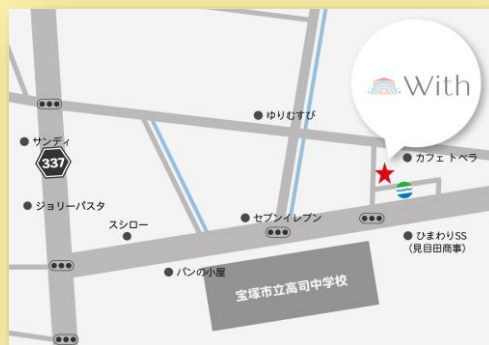 With
ゆりむすび
サンディ
カフェ トペラ
337
ジョリーパスタ
スシロー
セブンイレブン
ひまわりSS
(見目田商事)
パンの小屋
宝塚市立高司中学校